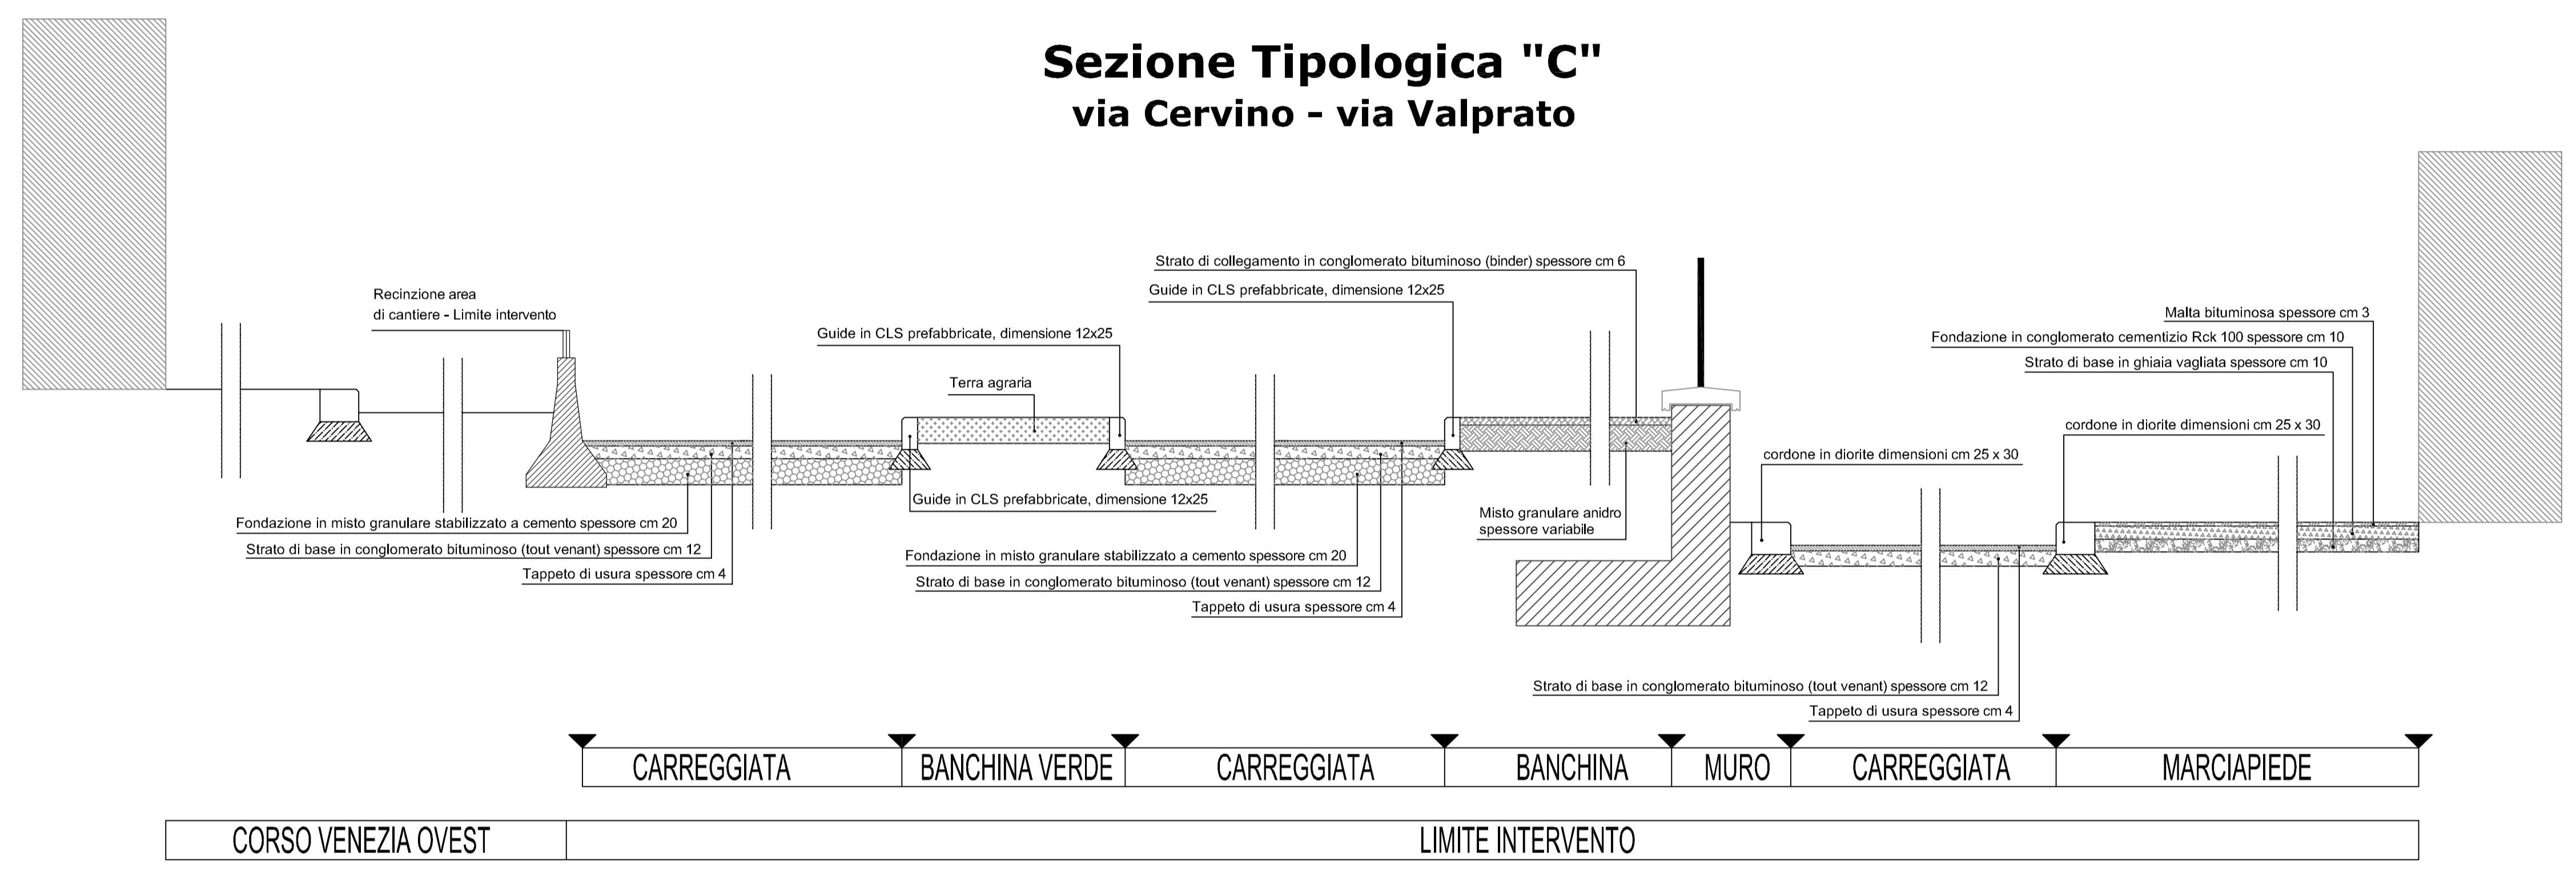 Sezione Tipologica "C"
via Cervino - via Valprato
Strato di collegamento in conglomerato bituminoso (binder) spessore cm 6
Guide in CLS prefabbricate, dimensione 12x25
Recinzione area
di cantiere - Limite intervento
Malta bituminosa spessore cm 3
Guide in CLS prefabbricate, dimensione 12x25
Fondazione in conglomerato cementizio Rck 100 spessore cm 10
Strato di base in ghiaia vagliata spessore cm 10
Terra agraria
cordone in diorite dimensioni cm 25 x 30
cordone in diorite dimensioni cm 25 x 30
Guide in CLS prefabbricate, dimensione 12x25
Misto granulare anidro
spessore variabile
Fondazione in misto granulare stabilizzato a cemento spessore cm 20
Strato di base in conglomerato bituminoso (tout venant) spessore cm 12
Tappeto di usura spessore cm 4
Fondazione in misto granulare stabilizzato a cemento spessore cm 20
Strato di base in conglomerato bituminoso (tout venant) spessore cm 12
Tappeto di usura spessore cm 4
Strato di base in conglomerato bituminoso (tout venant) spessore cm 12
Tappeto di usura spessore cm 4
CARREGGIATA
BANCHINA VERDE
CARREGGIATA
BANCHINA
MURO
CARREGGIATA
MARCIAPIEDE
CORSO VENEZIA OVEST
LIMITE INTERVENTO